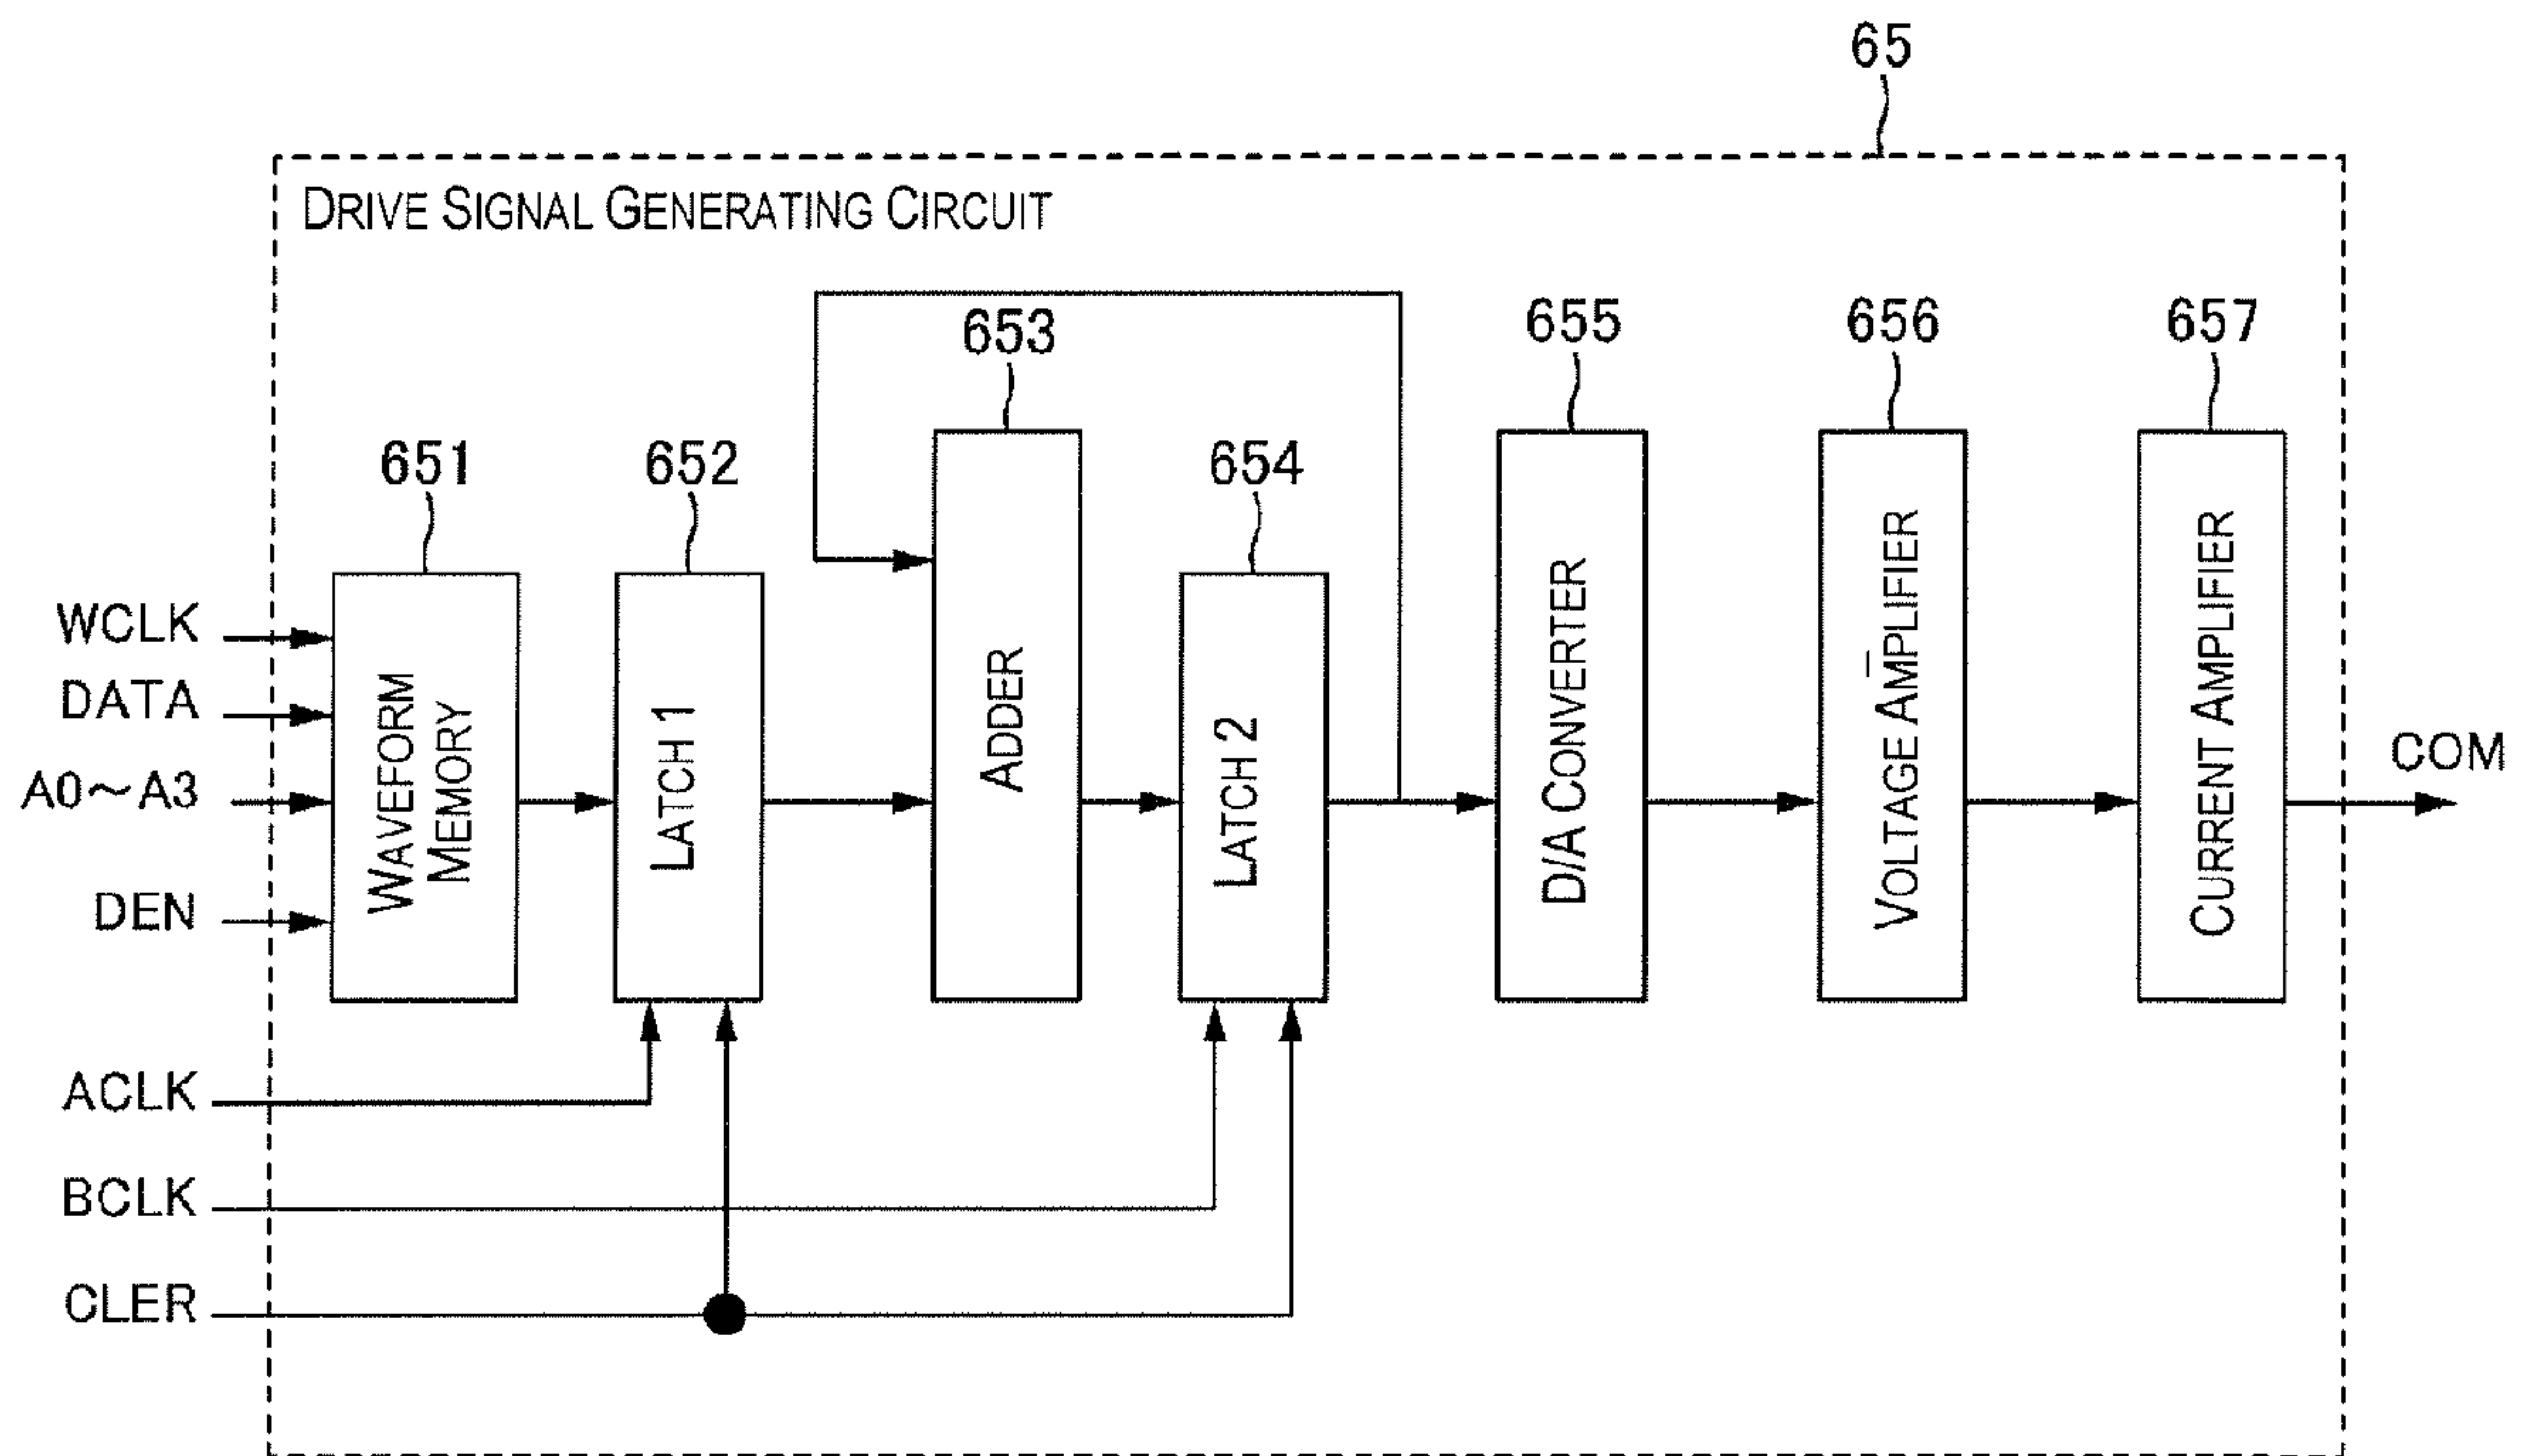 65
DRIVE SIGNAL GENERATING CIRCUIT
653
655
656
657
651
652
654
WCLK
DATA
A0~A3
DEN
WAVEFORM
MEMORY
LATCH 1
ADDER
LATCH 2
D/A CONVERTER
VOLTAGE AMPLIFIER
CURRENT AMPLIFIER
COM
ACLK
BCLK
CLER